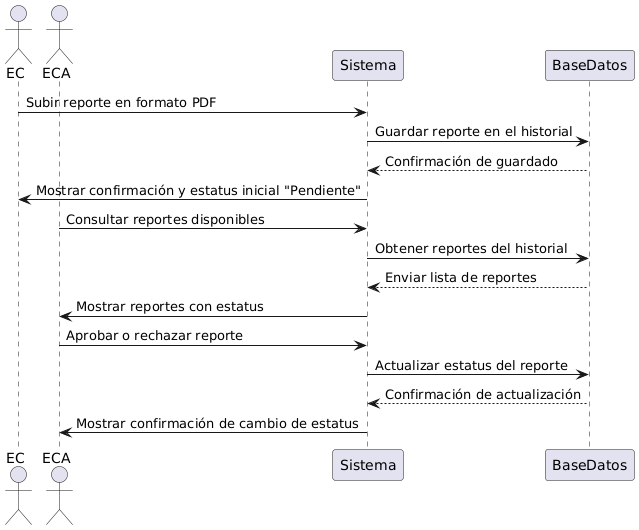 EC
ECA
Sistema
BaseDatos
Subir reporte en formato PDF
Guardar reporte en el historial
Confirmación de guardado
Mostrar confirmación y estatus inicial "Pendiente"
Consultar reportes disponibles
Obtener reportes del historial
Enviar lista de reportes
Mostrar reportes con estatus
Aprobar o rechazar reporte
Actualizar estatus del reporte
Confirmación de actualización
Mostrar confirmación de cambio de estatus
EC
ECA
Sistema
BaseDatos